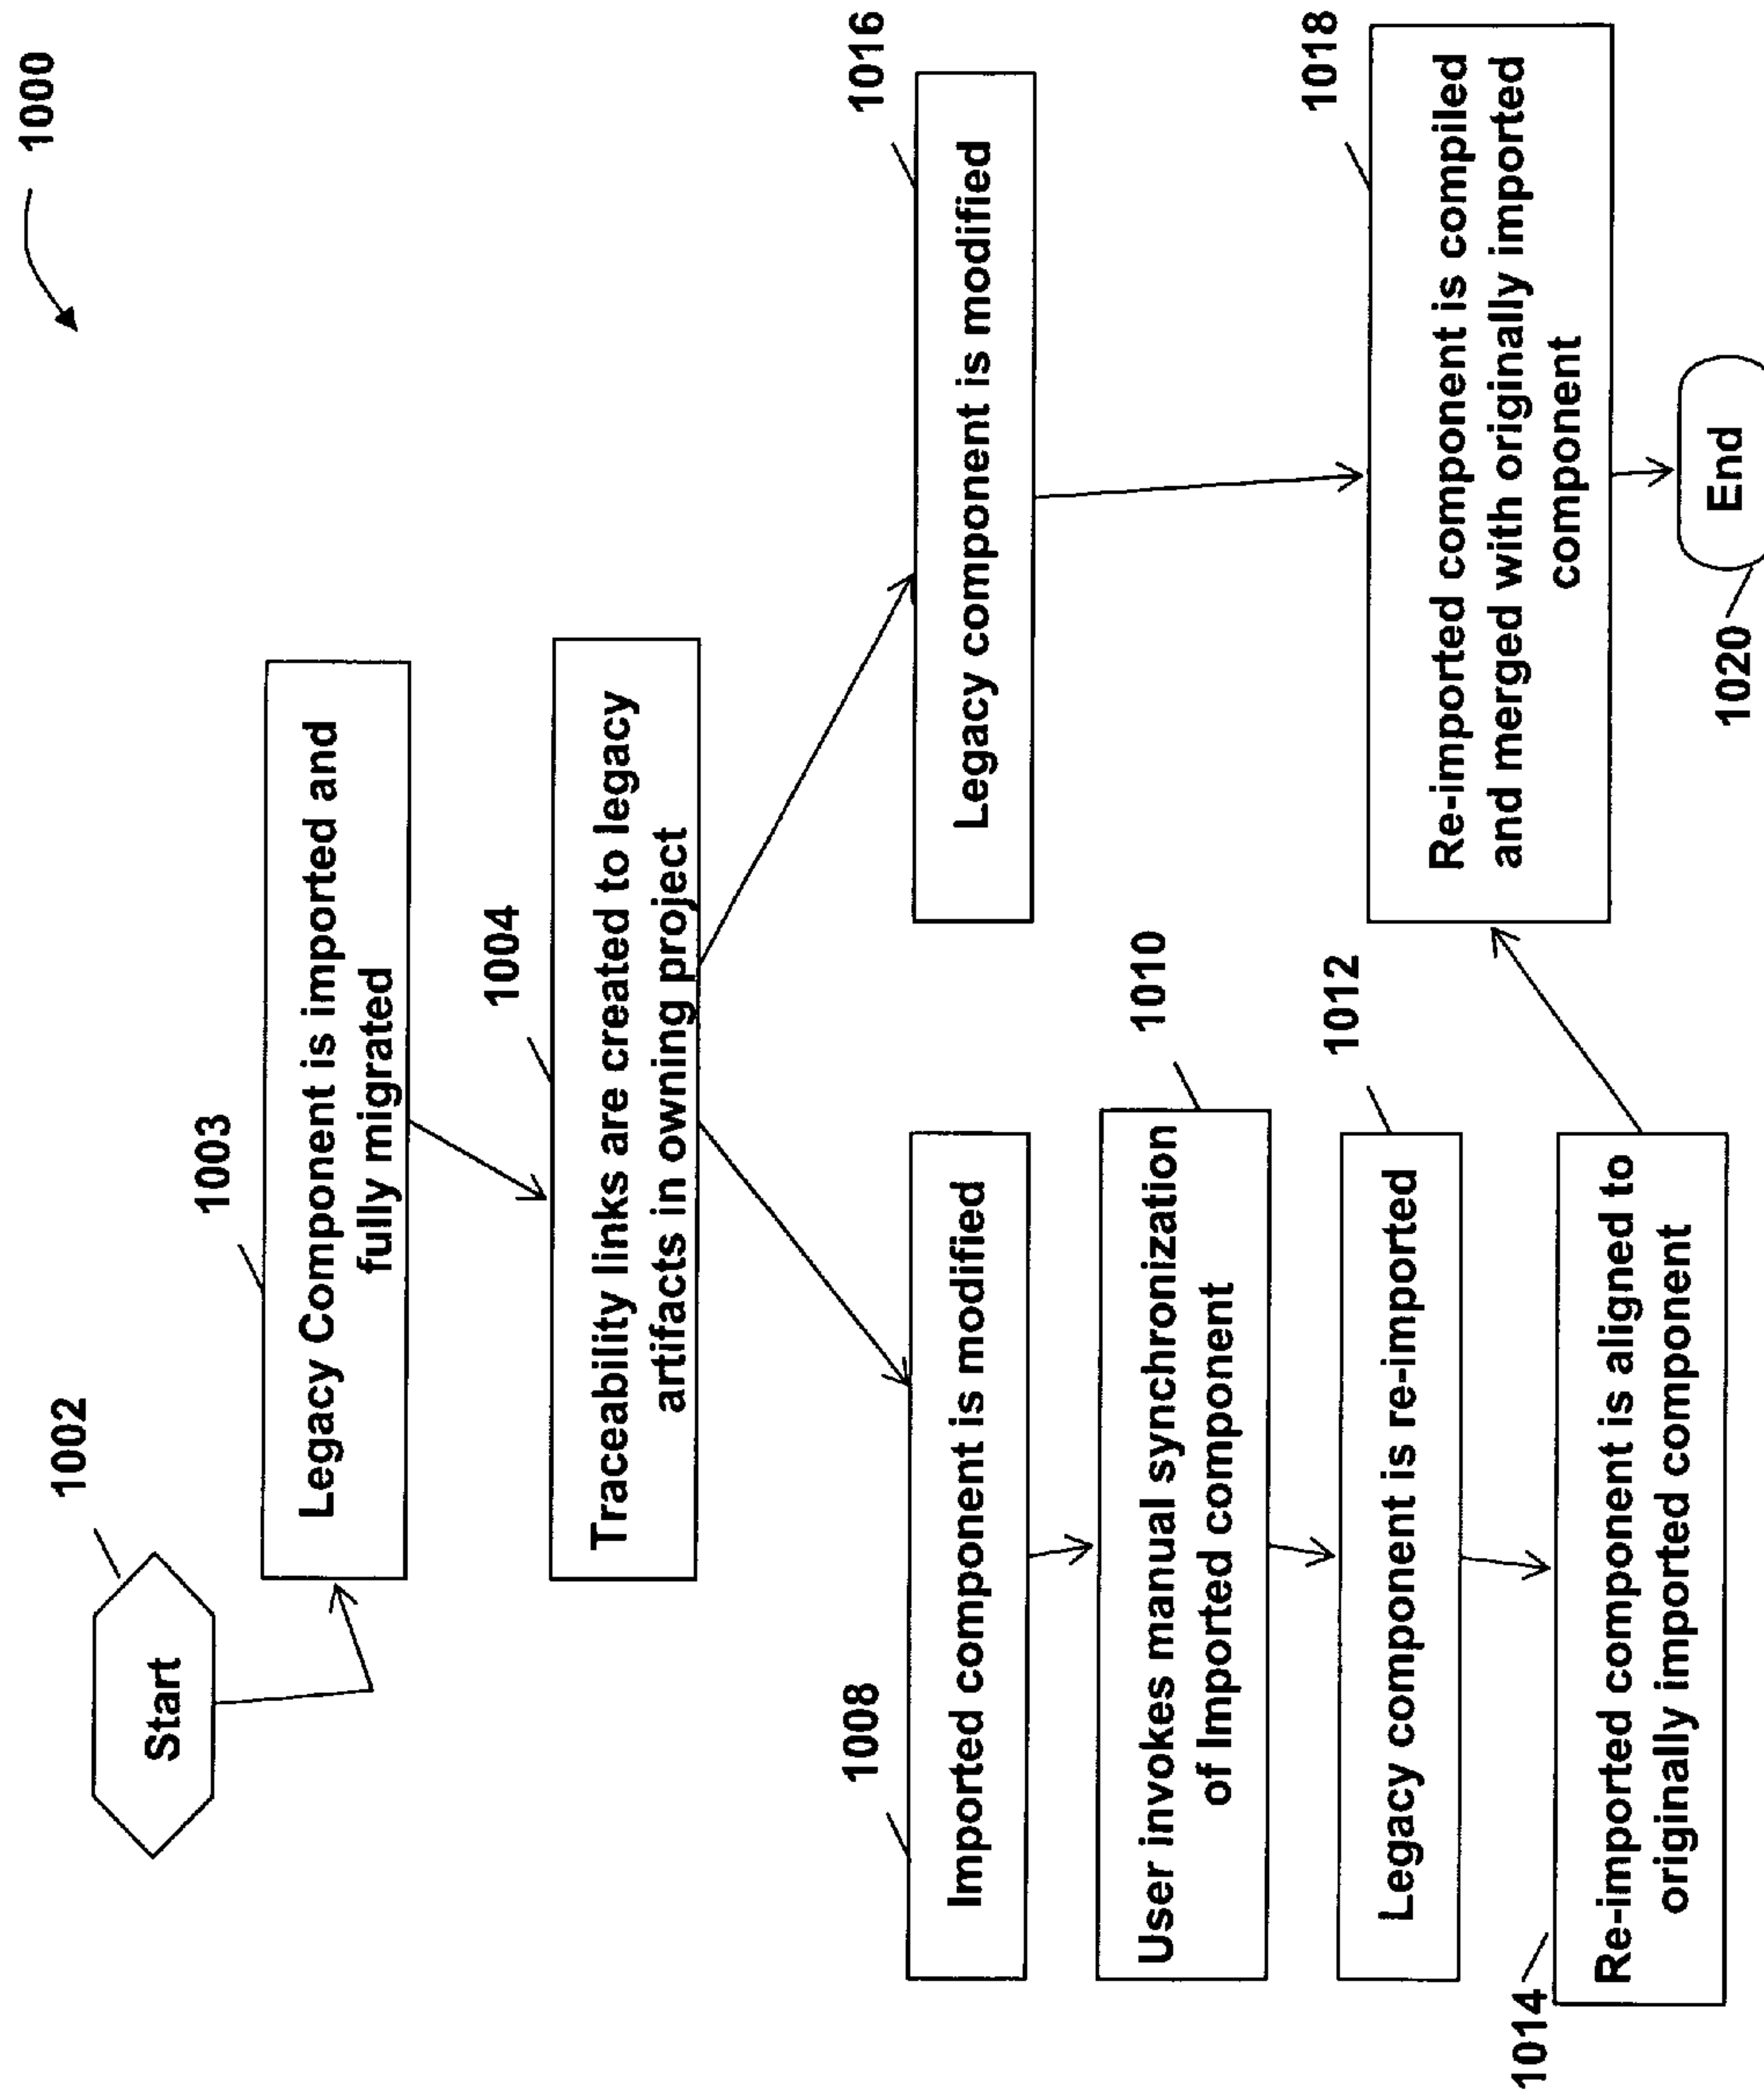 1000
1002
Start
1003
Legacy Component is imported and
fully migrated
1004
Traceability links are created to legacy
artifacts in owning project
1008
Imported component is modified
1016
Legacy component is modified
1010
User invokes manual synchronization
of Imported component
1012
Legacy component is re-imported
1014
Re-imported component is aligned to
originally imported component
1018
Re-imported component is compiled
and merged with originally imported
component
1020
End